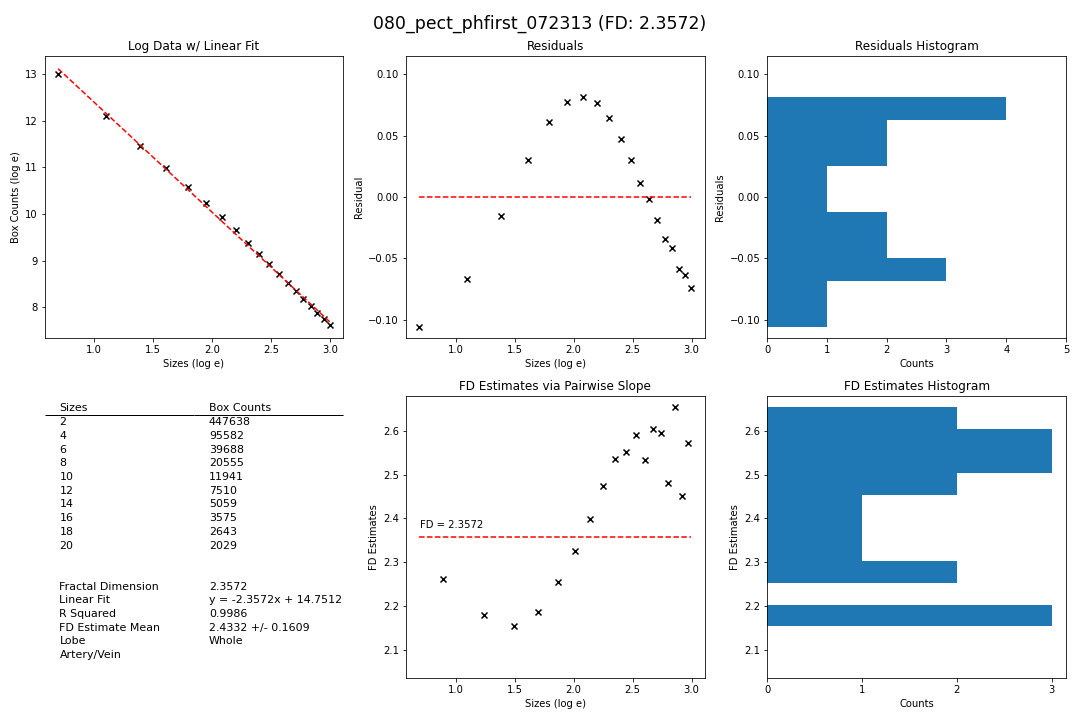 080_pect_phfirst_072313 (FD: 2.3572)
Log Data w/ Linear Fit
Box Counts (log e)
13
12
11
10
9
8
1.0 1.5 2.0 2.5 3.0
Sizes (log e)
Residuals
Residual
0.10
0.05
0.00
−0.05
−0.10
1.0 1.5 2.0 2.5 3.0
Sizes (log e)
Residuals Histogram
Residuals
0.10
0.05
0.00
−0.05
−0.10
0 1 2 3 4 5
Counts
Sizes Box Counts
2 447638
4 95582
6 39688
8 20555
10 11941
12 7510
14 5059
16 3575
18 2643
20 2029
Fractal Dimension 2.3572
Linear Fit y = -2.3572x + 14.7512
R Squared 0.9986
FD Estimate Mean 2.4332 +/- 0.1609
Lobe Whole
Artery/Vein
FD Estimates via Pairwise Slope
FD Estimates
2.6
2.5
2.4
2.3
2.2
2.1
FD = 2.3572
1.0 1.5 2.0 2.5 3.0
Sizes (log e)
FD Estimates Histogram
FD Estimates
2.6
2.5
2.4
2.3
2.2
2.1
0 1 2 3
Counts